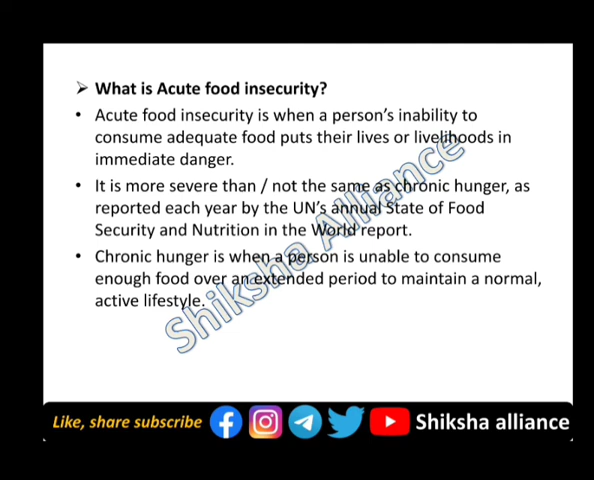 ➢ What is Acute food insecurity?
• Acute food insecurity is when a person's inability to
consume adequate food puts their lives or livelihoods in
immediate danger.
• It is more severe than / not the same as chronic hunger, as
reported each year by the UN's annual State of Food
Security and Nutrition in the World report.
• Chronic hunger is when a person is unable to consume
enough food over an extended period to maintain a normal,
active lifestyle.
Shiksha Alliance
Like, share subscribe Shiksha alliance